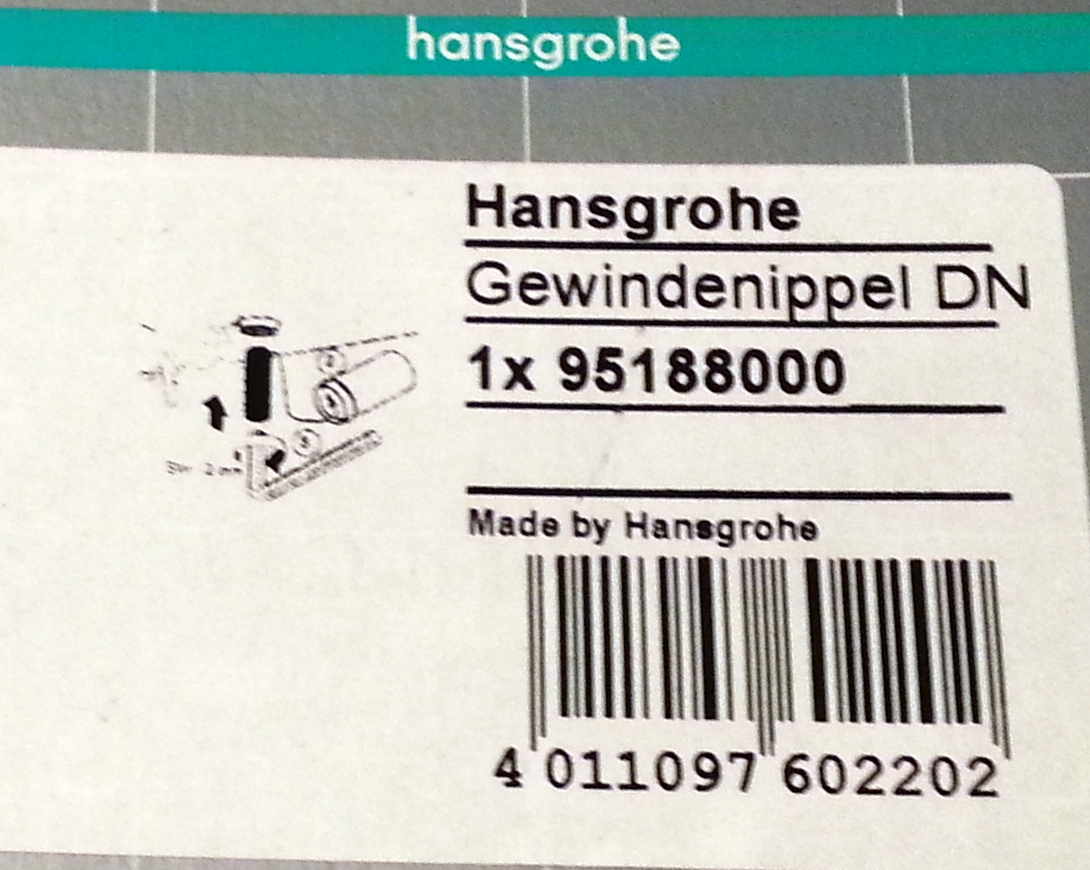 hansgrohe
Hansgrohe
Gewindenippel DN
1x 95188000
Made by Hansgrohe
4 011097 602202